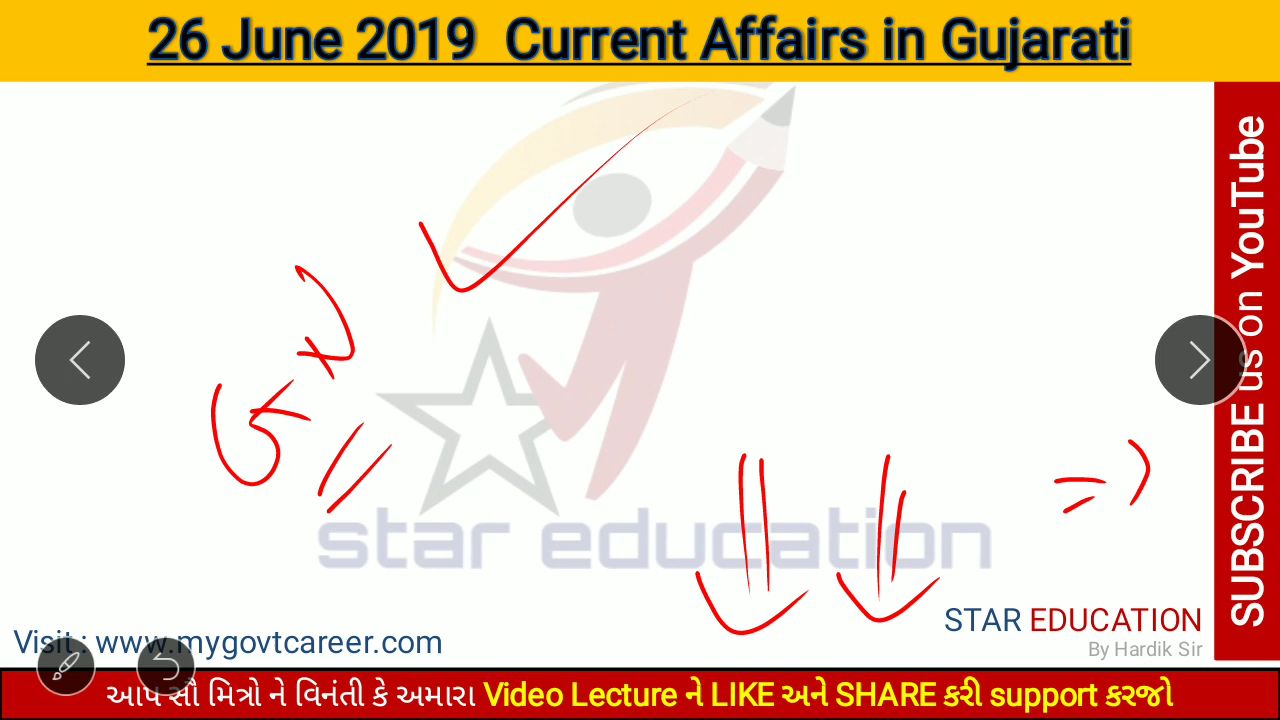 26 June 2019 Current Affairs in Gujarati
SUBSCRIBE us on YouTube
star education
STAR EDUCATION
By Hardik Sir
Visit : www.mygovtcareer.com
આપ સૌ મિત્રો ને વિનંતી કે અમારા Video Lecture ને LIKE અને SHARE કરી support કરજો